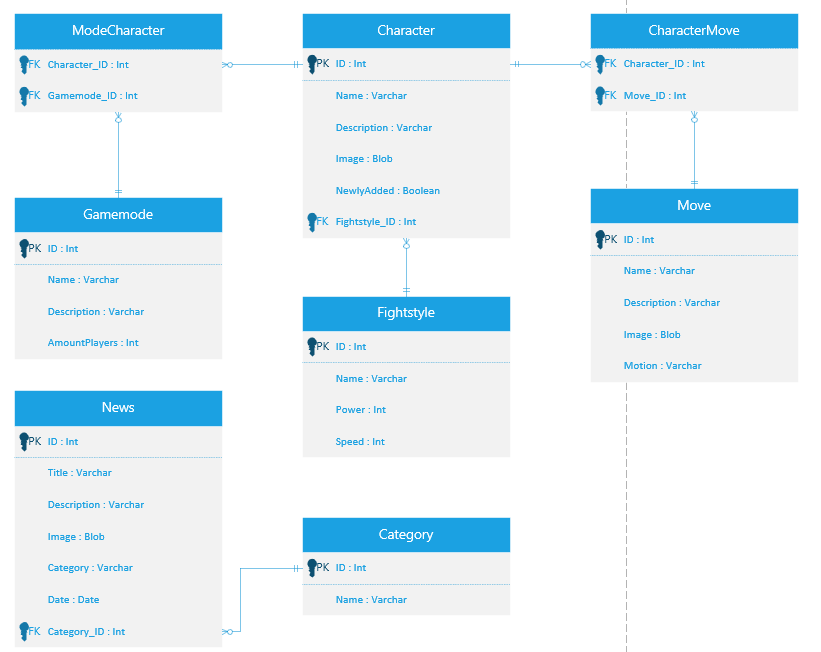 ModeCharacter
FK Character_ID : Int
FK Gamemode_ID : Int
Character
PK ID : Int
Name : Varchar
Description : Varchar
Image : Blob
NewlyAdded : Boolean
FK Fightstyle_ID : Int
CharacterMove
FK Character_ID : Int
FK Move_ID : Int
Gamemode
PK ID : Int
Name : Varchar
Description : Varchar
AmountPlayers : Int
Fightstyle
PK ID : Int
Name : Varchar
Power : Int
Speed : Int
Move
PK ID : Int
Name : Varchar
Description : Varchar
Image : Blob
Motion : Varchar
News
PK ID : Int
Title : Varchar
Description : Varchar
Image : Blob
Category : Varchar
Date : Date
FK Category_ID : Int
Category
PK ID : Int
Name : Varchar